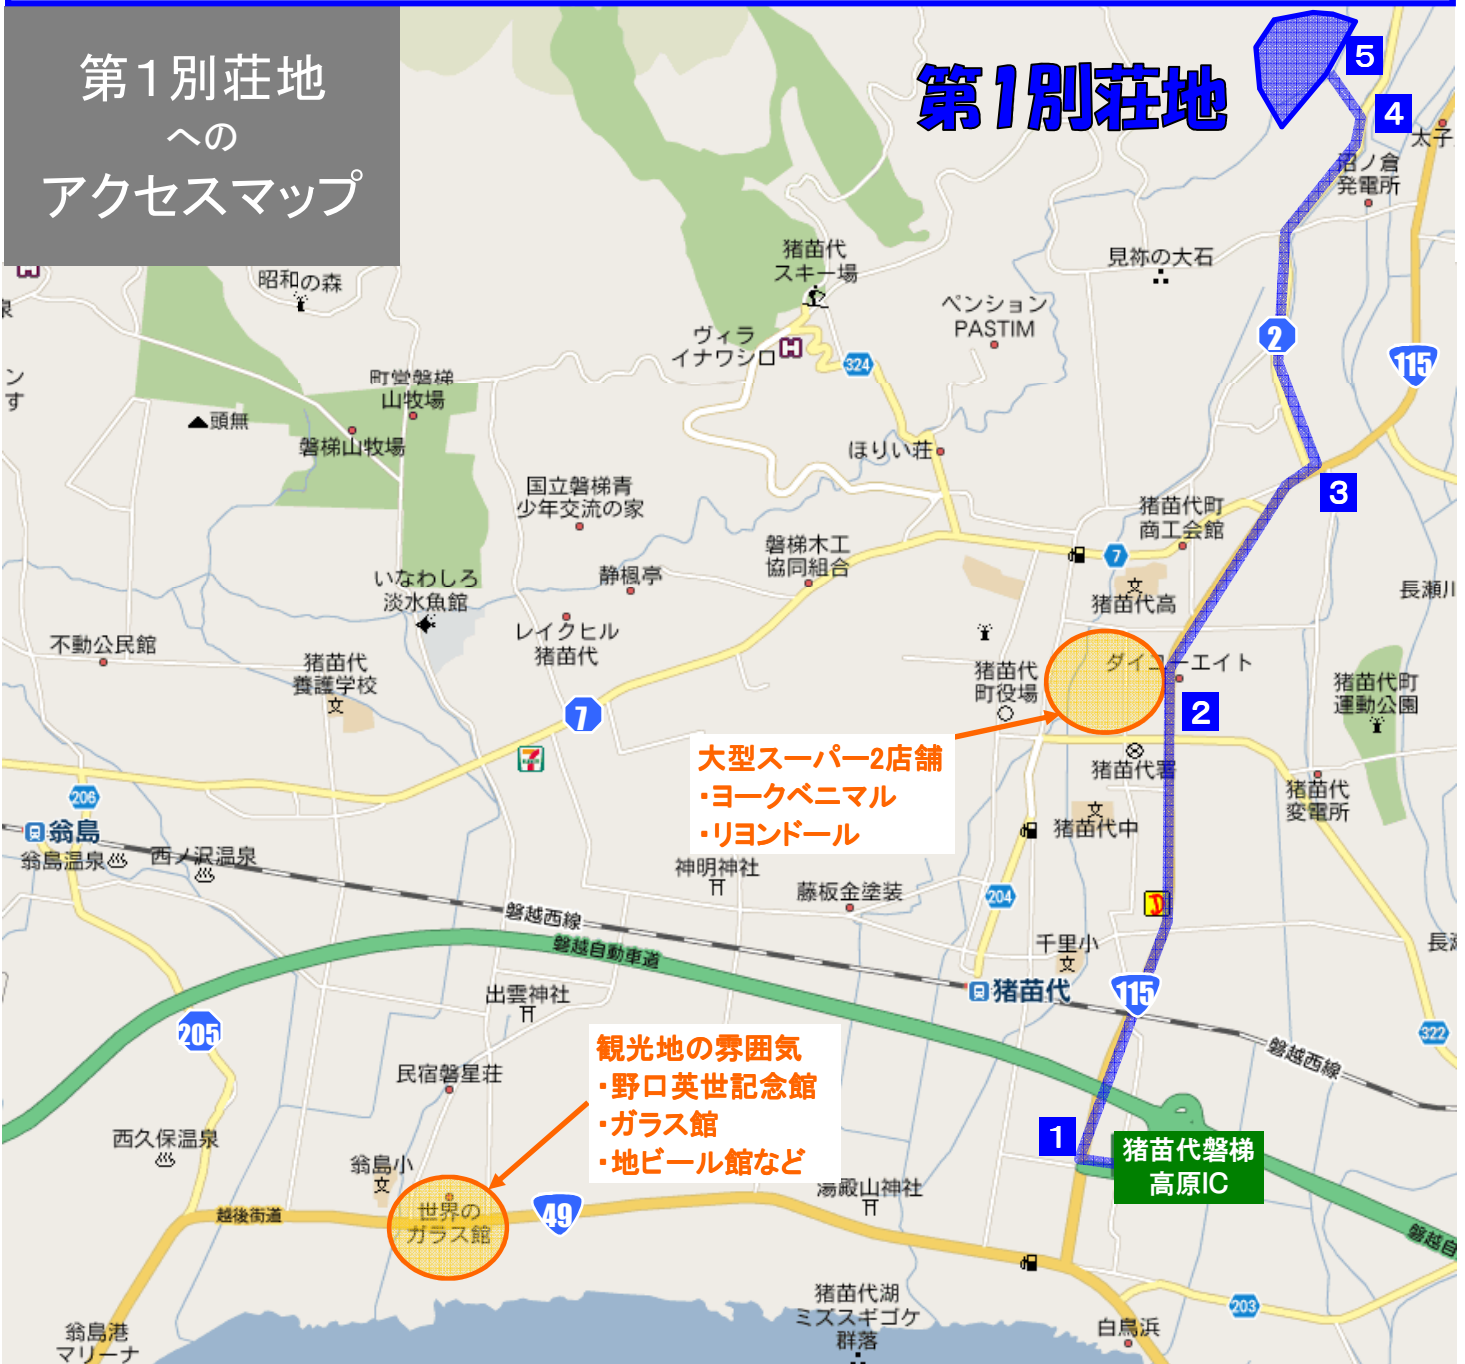 第1別荘地
への
アクセスマップ
第1別荘地
5
4
太子
沼ノ倉
発電所
昭和の森
猪苗代
スキー場
見祢の大石
ペンション
PASTIM
ヴィラ
イナワシロ
324
2
115
町営磐梯
山牧場
頭無
磐梯山牧場
ほりい荘
3
国立磐梯青
少年交流の家
猪苗代町
商工会館
磐梯木工
協同組合
7
静楓亭
いなわしろ
淡水魚館
猪苗代高
長瀬川
レイクヒル
猪苗代
不動公民館
猪苗代
養護学校
文
猪苗代
町役場
ダイユーエイト
猪苗代町
運動公園
2
7
大型スーパー2店舗
・ヨークベニマル
・リヨンドール
猪苗代署
猪苗代
変電所
206
翁島
翁島温泉
西ノ沢温泉
文
猪苗代中
神明神社
藤板金塗装
204
磐越西線
磐越自動車道
千里小
文
猪苗代
115
出雲神社
205
322
磐越西線
観光地の雰囲気
・野口英世記念館
・ガラス館
・地ビール館など
民宿磐星荘
西久保温泉
1
猪苗代磐梯
高原IC
翁島小
文
湯殿山神社
越後街道
世界の
ガラス館
49
磐越自
猪苗代湖
ミズスギゴケ
群落
203
白鳥浜
翁島港
マリーナ